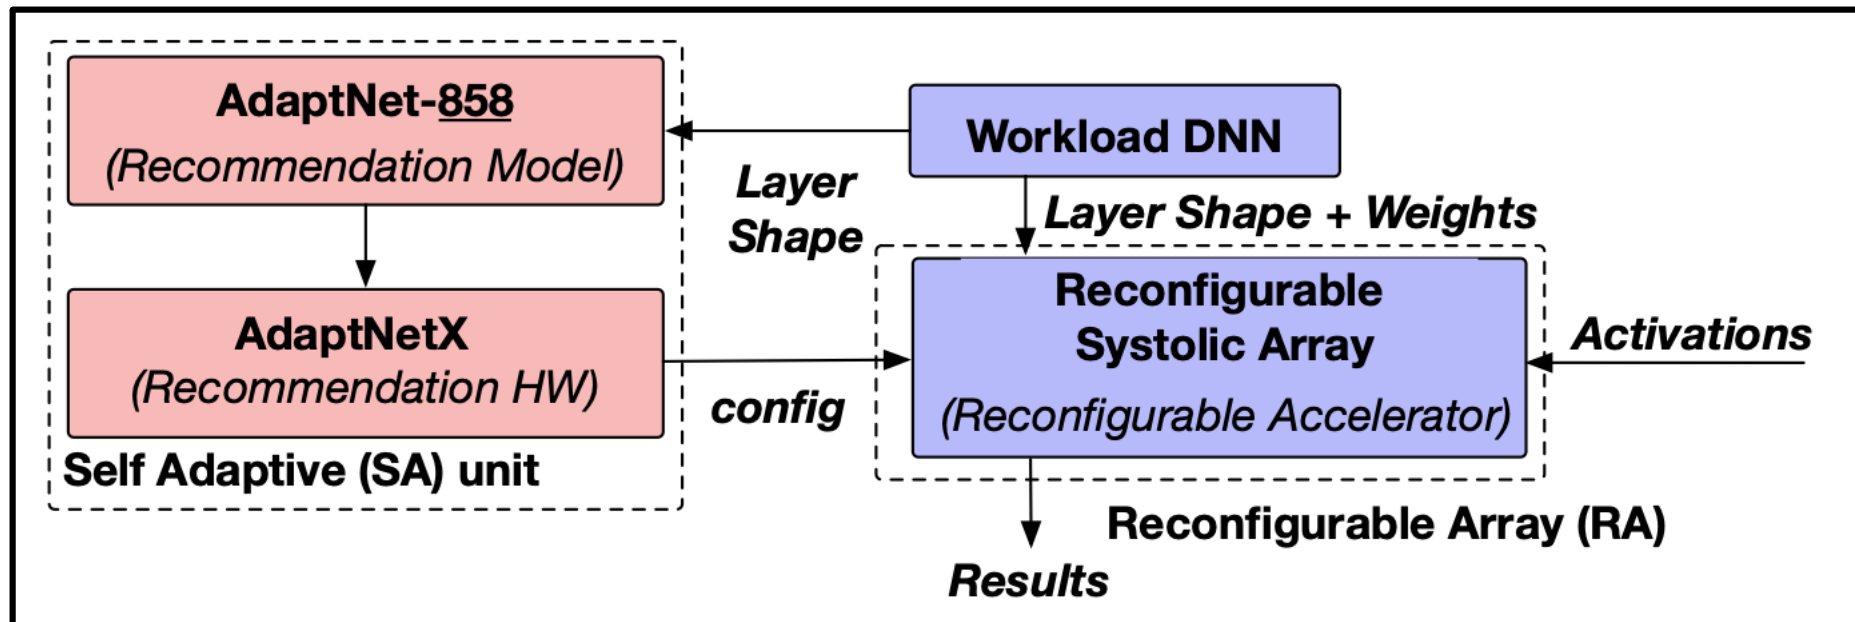 AdaptNet-858
(Recommendation Model)
Workload DNN
Layer
Shape
Layer Shape + Weights
AdaptNetX
(Recommendation HW)
Self Adaptive (SA) unit
config
Reconfigurable
Systolic Array
(Reconfigurable Accelerator)
Activations
Reconfigurable Array (RA)
Results